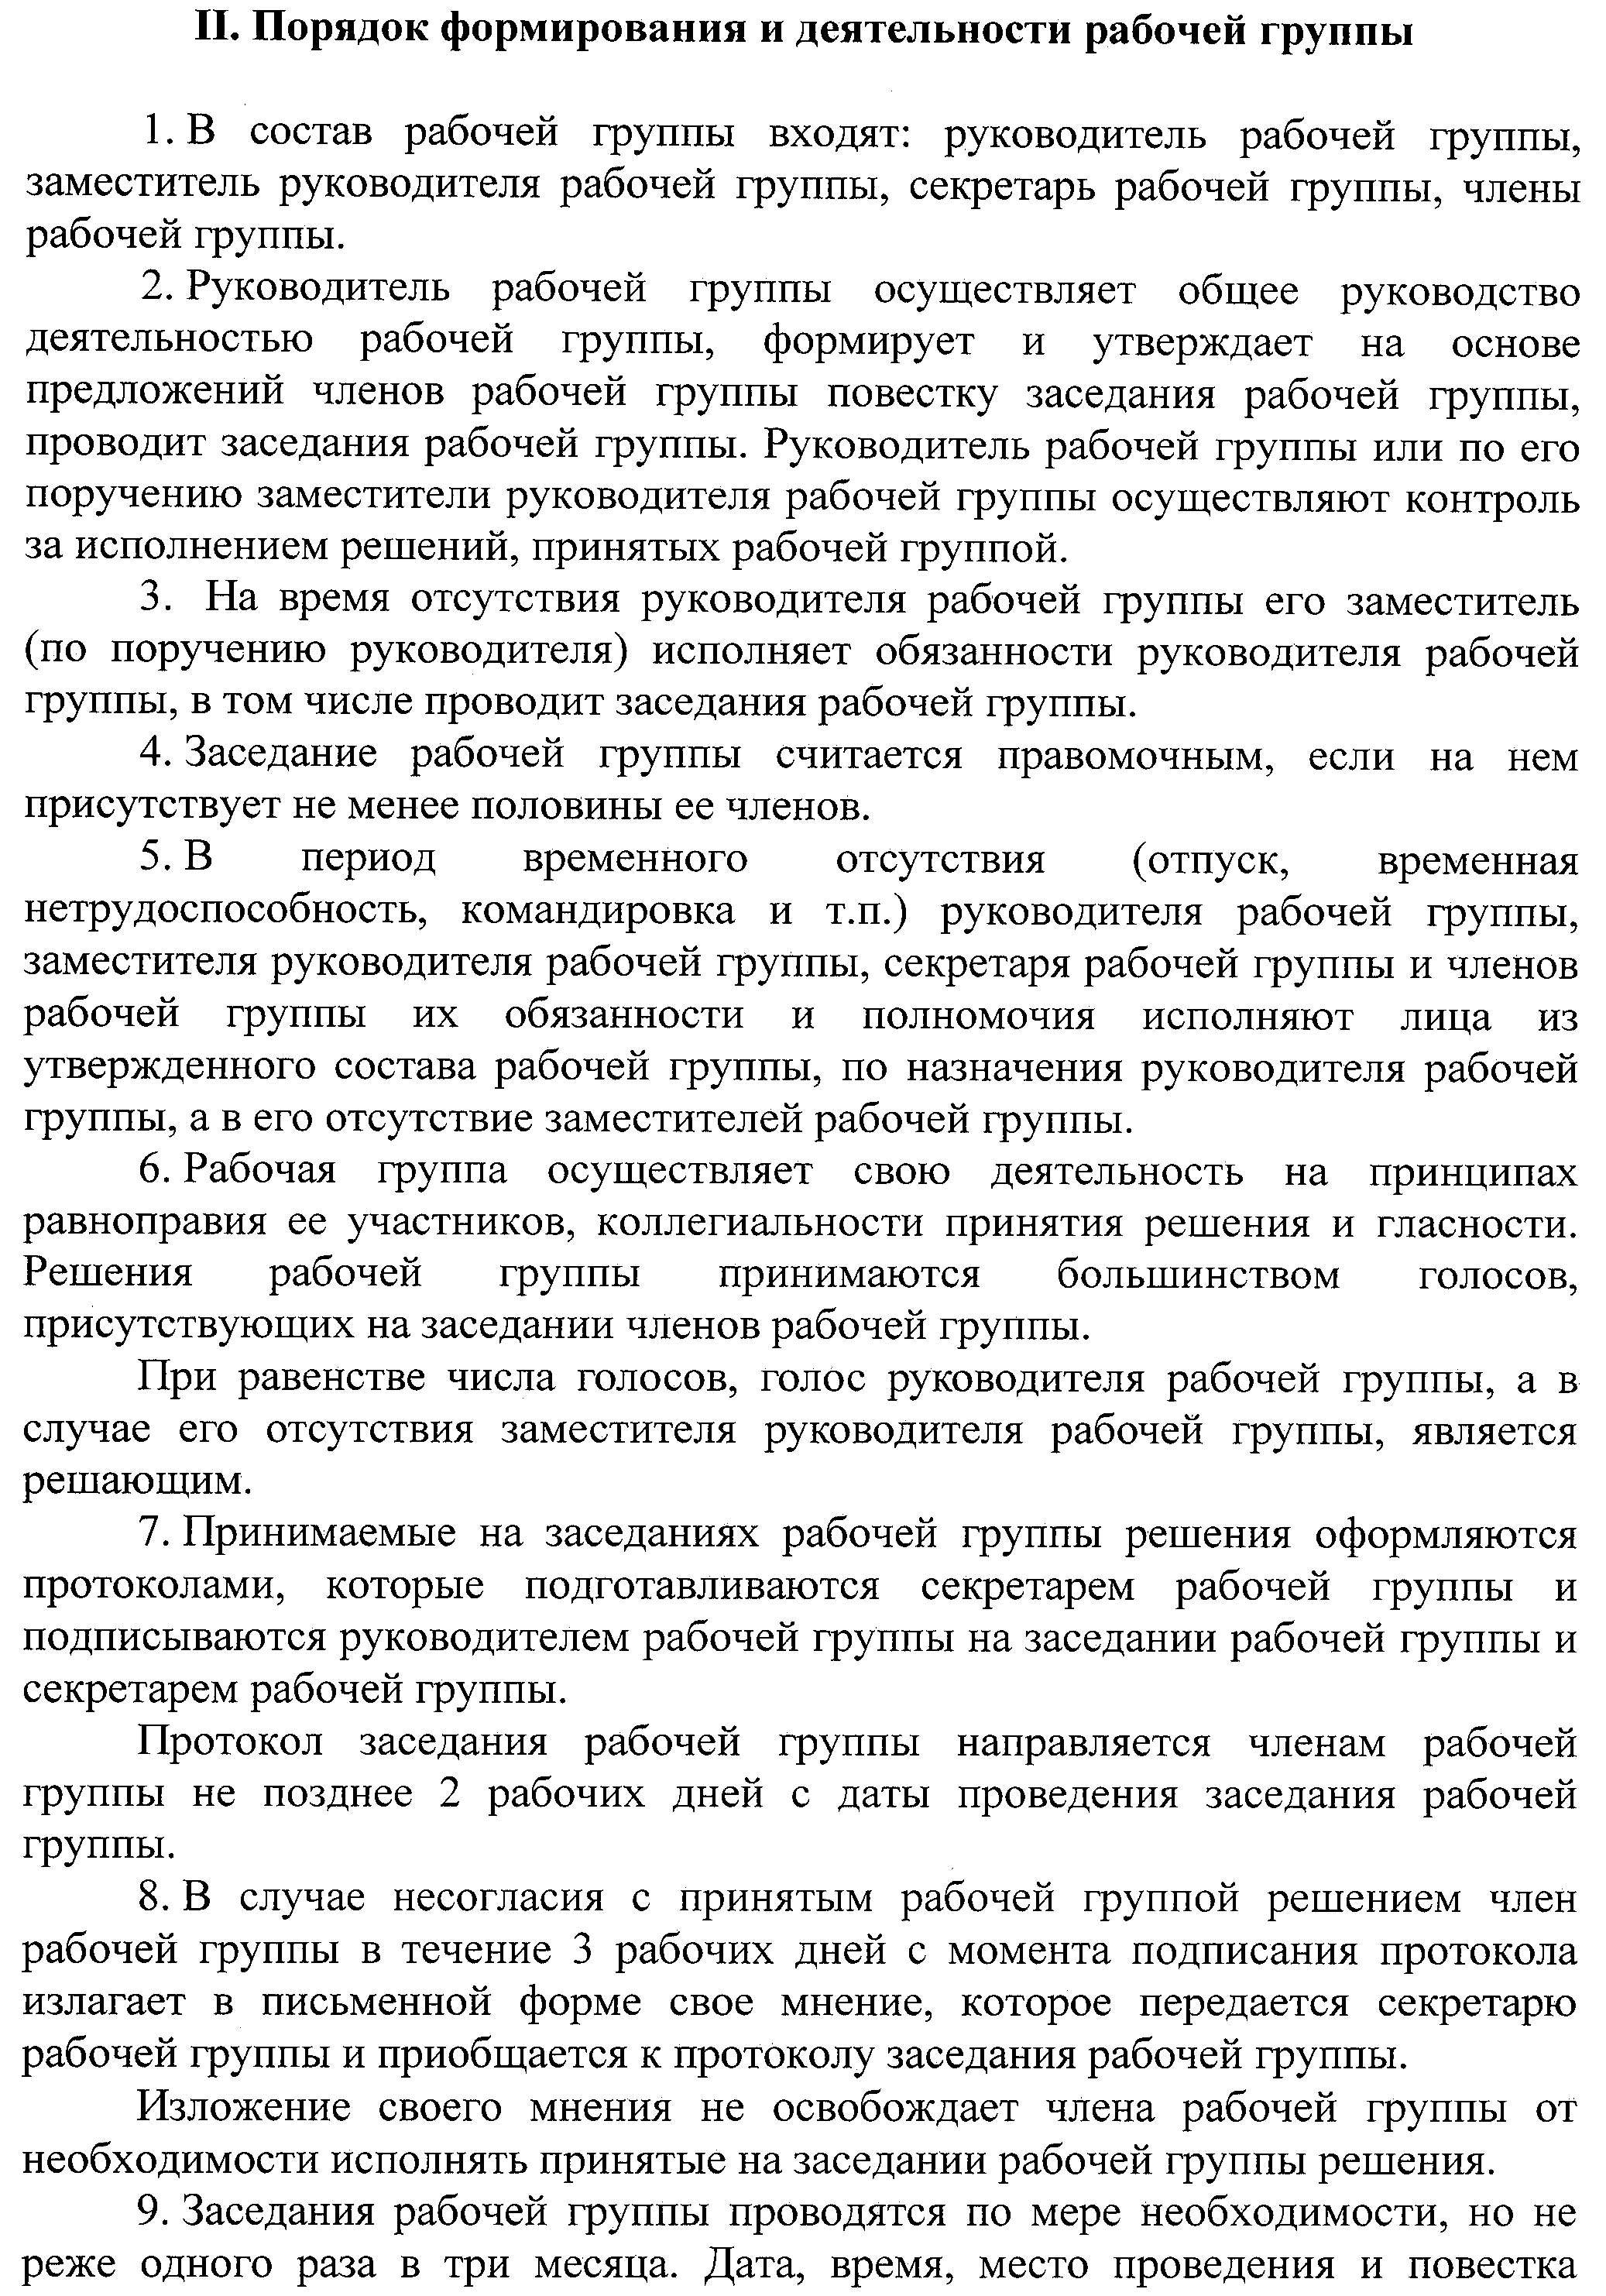 II. Порядок формирования и деятельности рабочей группы
1. В состав рабочей группы входят: руководитель рабочей группы,
заместитель руководителя рабочей группы, секретарь рабочей группы, члены
рабочей группы.
2. Руководитель рабочей группы осуществляет общее руководство
деятельностью рабочей группы, формирует и утверждает на основе
предложений членов рабочей группы повестку заседания рабочей группы,
проводит заседания рабочей группы. Руководитель рабочей группы или по его
поручению заместители руководителя рабочей группы осуществляют контроль
за исполнением решений, принятых рабочей группой.
3. На время отсутствия руководителя рабочей группы его заместитель
(по поручению руководителя) исполняет обязанности руководителя рабочей
группы, в том числе проводит заседания рабочей группы.
4. Заседание рабочей группы считается правомочным, если на нем
присутствует не менее половины ее членов.
5. В период временного отсутствия (отпуск, временная
нетрудоспособность, командировка и т.п.) руководителя рабочей группы,
заместителя руководителя рабочей группы, секретаря рабочей группы и членов
рабочей группы их обязанности и полномочия исполняют лица из
утвержденного состава рабочей группы, по назначения руководителя рабочей
группы, а в его отсутствие заместителей рабочей группы.
6. Рабочая группа осуществляет свою деятельность на принципах
равноправия ее участников, коллегиальности принятия решения и гласности.
Решения рабочей группы принимаются большинством голосов,
присутствующих на заседании членов рабочей группы.
При равенстве числа голосов, голос руководителя рабочей группы, а в
случае его отсутствия заместителя руководителя рабочей группы, является
решающим.
7. Принимаемые на заседаниях рабочей группы решения оформляются
протоколами, которые подготавливаются секретарем рабочей группы и
подписываются руководителем рабочей группы на заседании рабочей группы и
секретарем рабочей группы.
Протокол заседания рабочей группы направляется членам рабочей
группы не позднее 2 рабочих дней с даты проведения заседания рабочей
группы.
8. В случае несогласия с принятым рабочей группой решением член
рабочей группы в течение 3 рабочих дней с момента подписания протокола
излагает в письменной форме свое мнение, которое передается секретарю
рабочей группы и приобщается к протоколу заседания рабочей группы.
Изложение своего мнения не освобождает члена рабочей группы от
необходимости исполнять принятые на заседании рабочей группы решения.
9. Заседания рабочей группы проводятся по мере необходимости, но не
реже одного раза в три месяца. Дата, время, место проведения и повестка